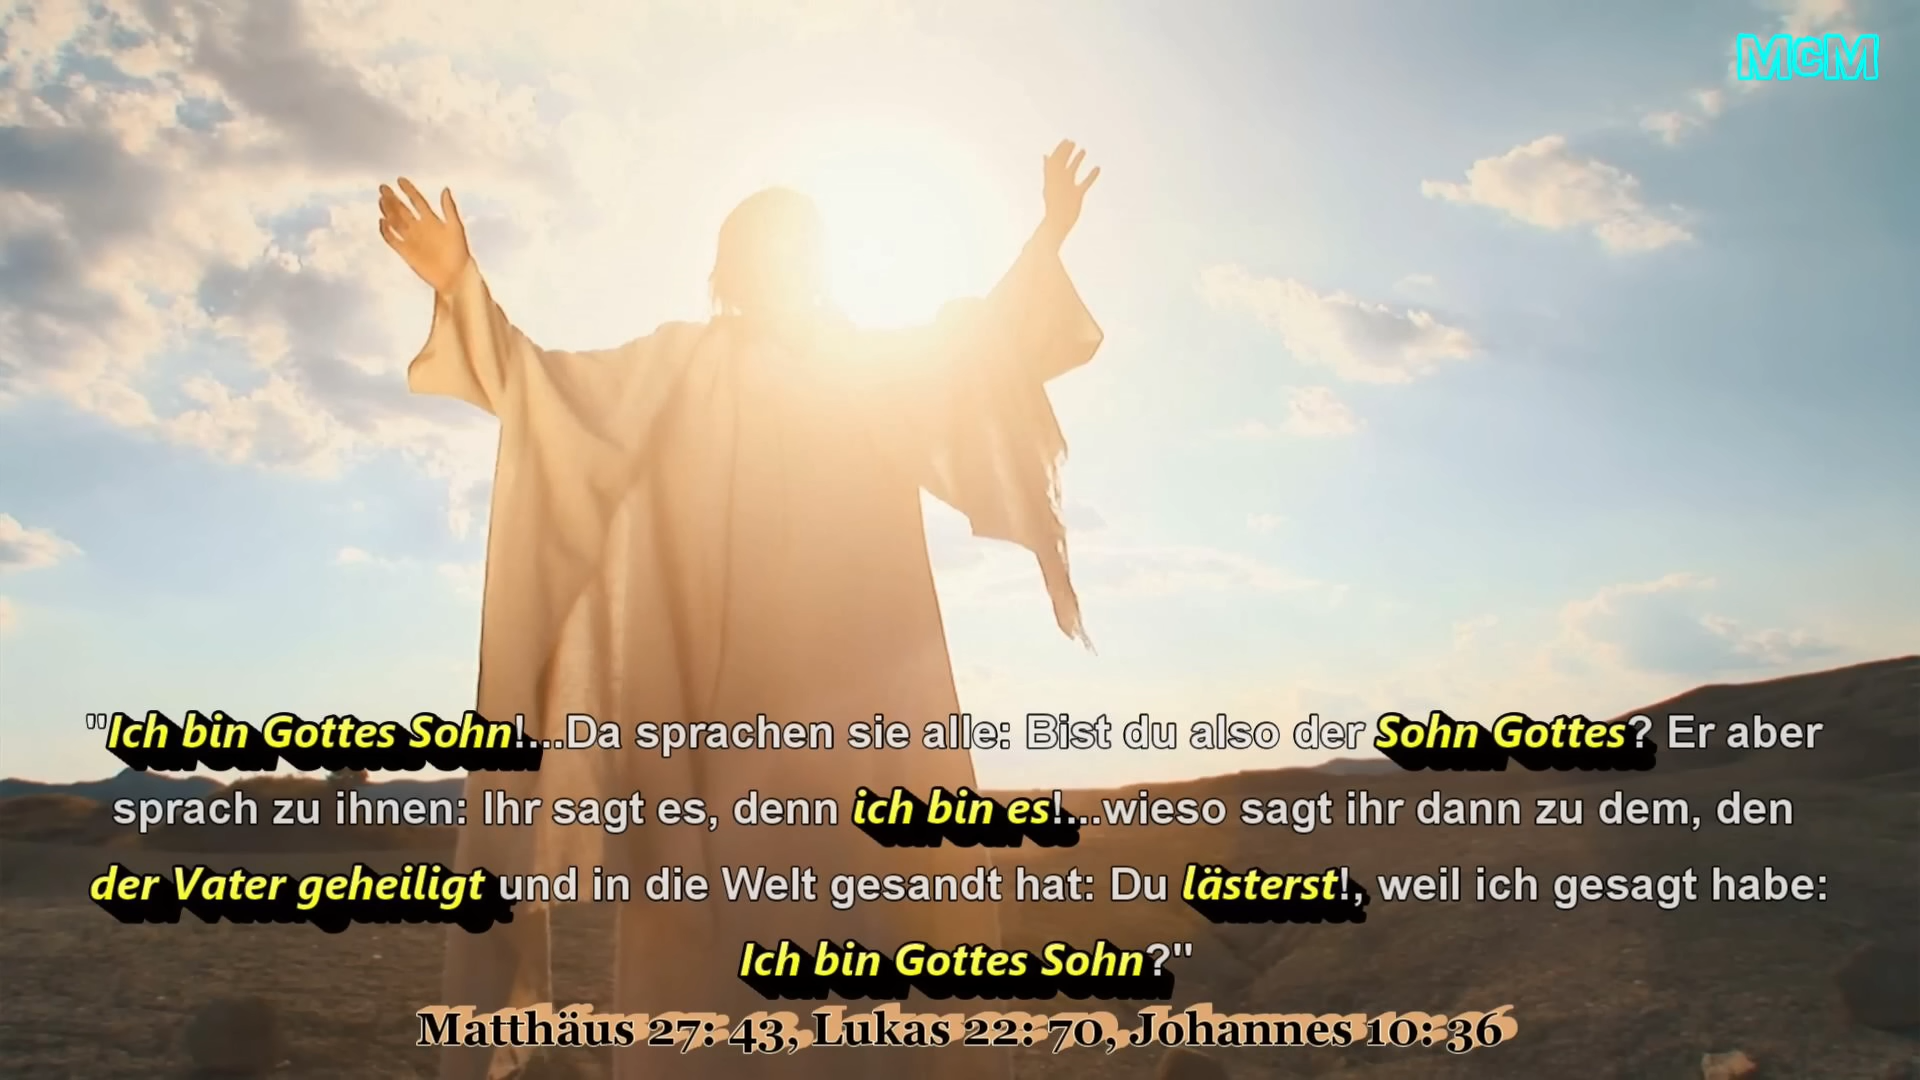 McM
"Ich bin Gottes Sohn!....Da sprachen sie alle: Bist du also der Sohn Gottes? Er aber
sprach zu ihnen: Ihr sagt es, denn ich bin es!...wieso sagt ihr dann zu dem, den
der Vater geheiligt und in die Welt gesandt hat: Du lästerst!, weil ich gesagt habe:
Ich bin Gottes Sohn?"
Matthäus 27: 43, Lukas 22: 70, Johannes 10: 36